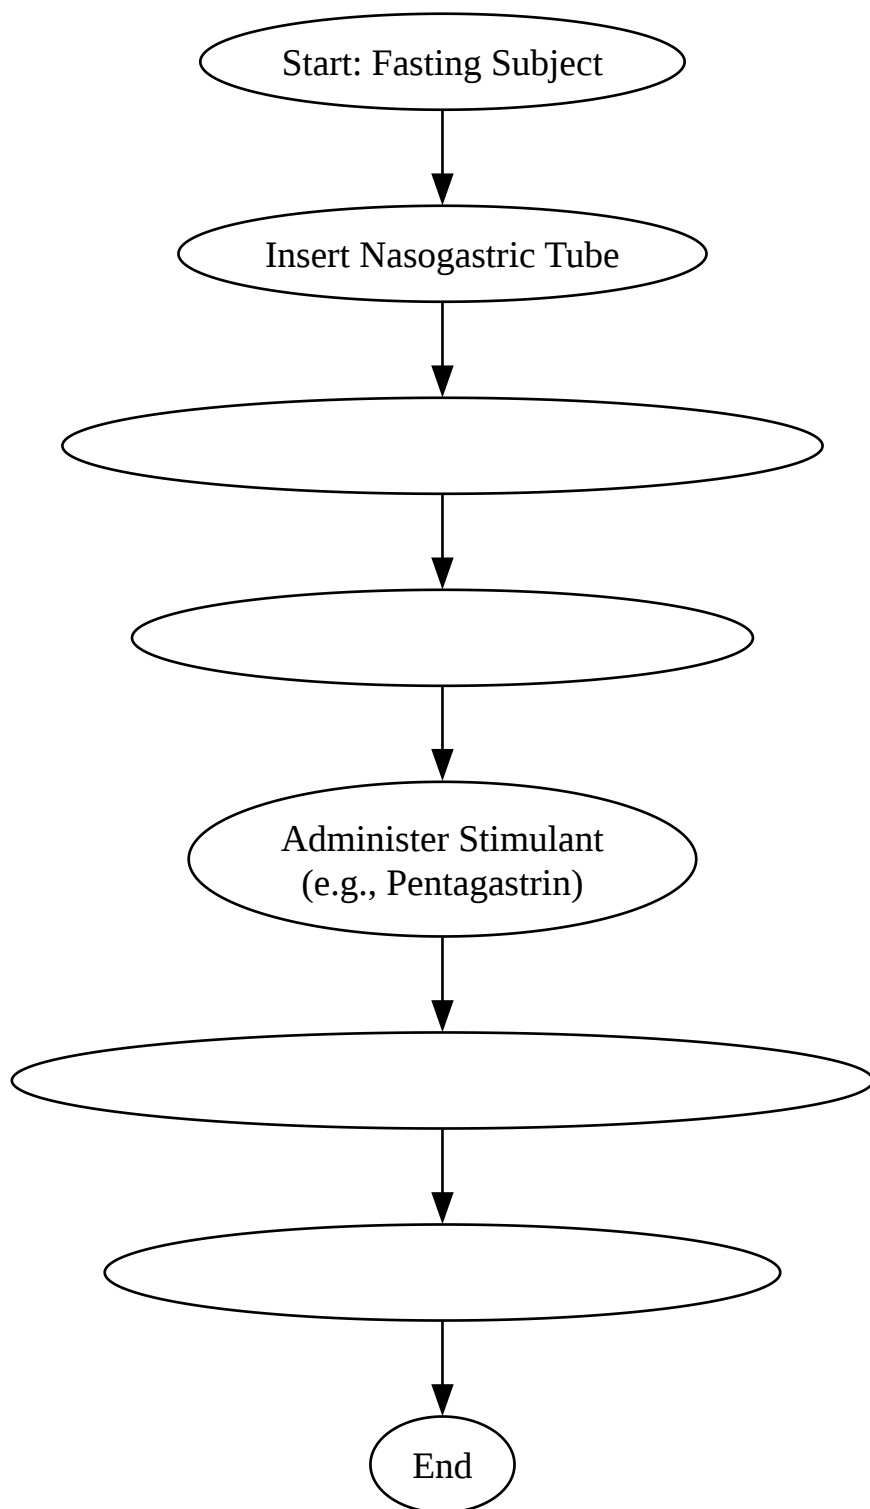 Start: Fasting Subject
Insert Nasogastric Tube
Administer Stimulant
(e.g., Pentagastrin)
End